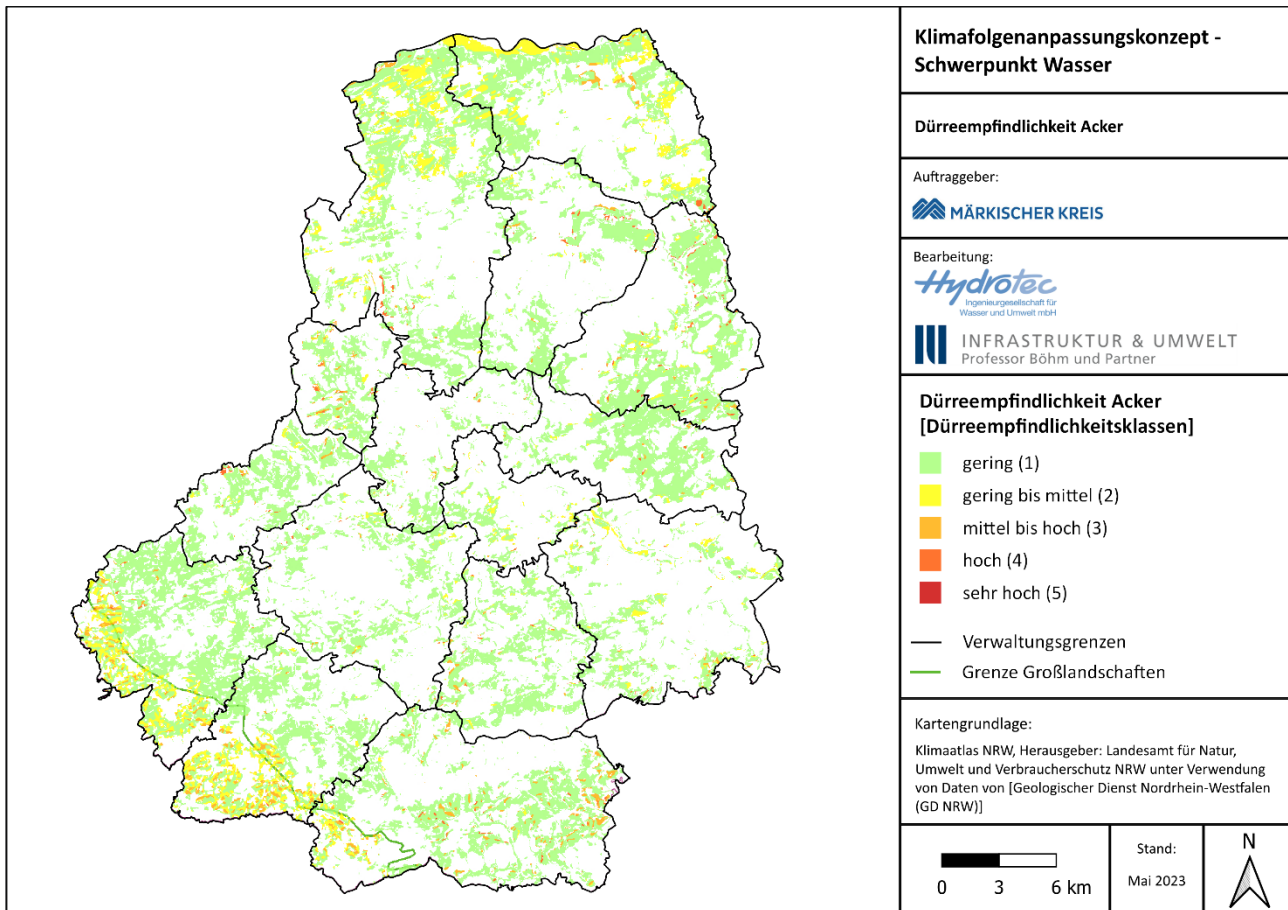 Klimafolgenanpassungskonzept -
Schwerpunkt Wasser
Dürreempfindlichkeit Acker
Auftraggeber:
MÄRKISCHER KREIS
Bearbeitung:
Hydrotec
Ingenieurgesellschaft für
Wasser und Umwelt mbH
INFRASTRUKTUR & UMWELT
Professor Böhm und Partner
Dürreempfindlichkeit Acker
[Dürreempfindlichkeitsklassen]
gering (1)
gering bis mittel (2)
mittel bis hoch (3)
hoch (4)
sehr hoch (5)
Verwaltungsgrenzen
Grenze Großlandschaften
Kartengrundlage:
Klimaatlas NRW, Herausgeber: Landesamt für Natur,
Umwelt und Verbraucherschutz NRW unter Verwendung
von Daten von [Geologischer Dienst Nordrhein-Westfalen
(GD NRW)]
0 3 6 km
Stand:
Mai 2023
N